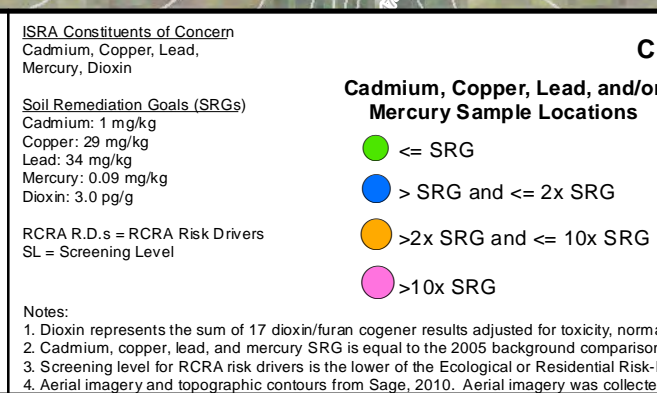 ISRA Constituents of Concern
Cadmium, Copper, Lead,
Mercury, Dioxin
Soil Remediation Goals (SRGs)
Cadmium: 1 mg/kg
Copper: 29 mg/kg
Lead: 34 mg/kg
Mercury: 0.09 mg/kg
Dioxin: 3.0 pg/g
RCRA R.D.s = RCRA Risk Drivers
SL = Screening Level
C
Cadmium, Copper, Lead, and/or
Mercury Sample Locations
<= SRG
> SRG and <= 2x SRG
>2x SRG and <= 10x SRG
>10x SRG
Notes:
1. Dioxin represents the sum of 17 dioxin/furan cogener results adjusted for toxicity, norma
2. Cadmium, copper, lead, and mercury SRG is equal to the 2005 background comparison
3. Screening level for RCRA risk drivers is the lower of the Ecological or Residential Risk-
4. Aerial imagery and topographic contours from Sage, 2010. Aerial imagery was collecte